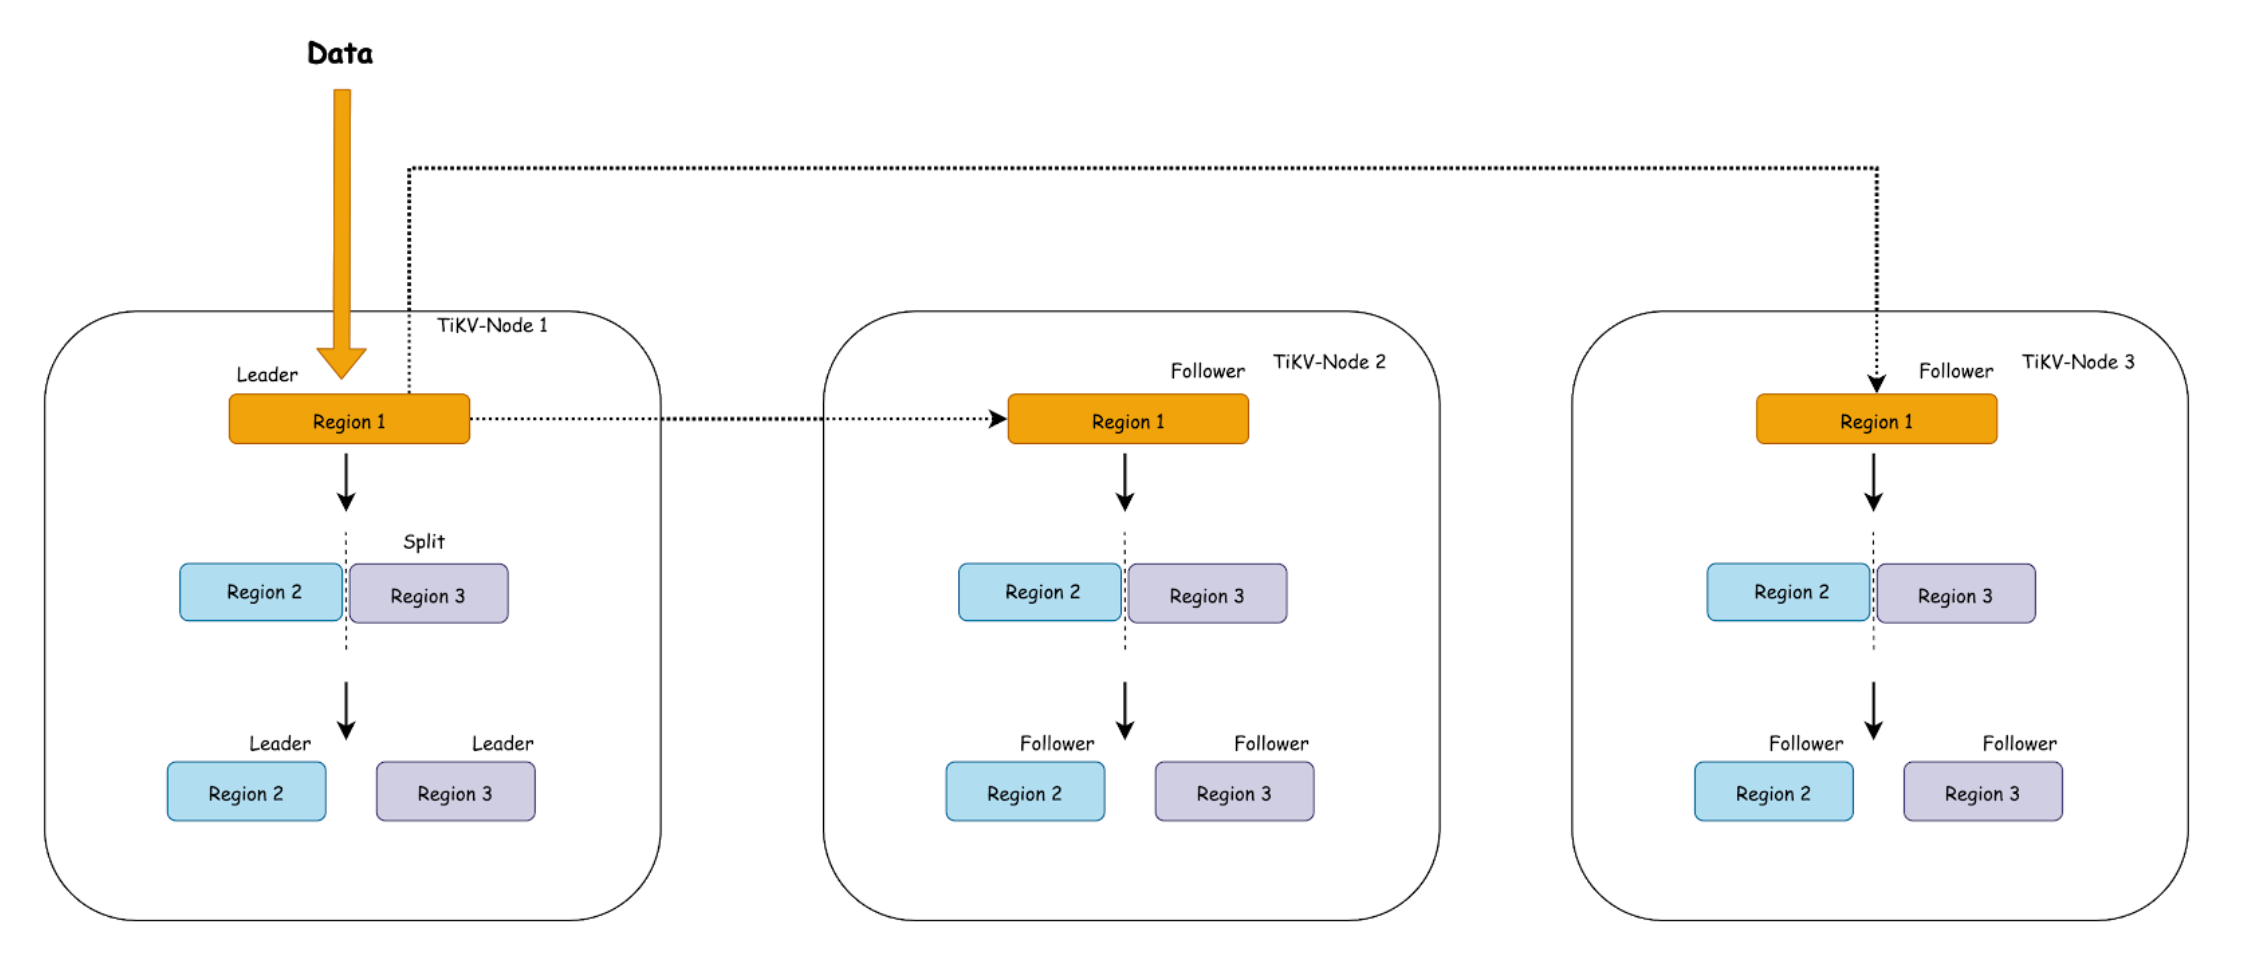 Data
TiKV-Node 1
Leader
Region 1
Split
Region 2
Region 3
Leader
Leader
Region 2
Region 3
Follower
TiKV-Node 2
Region 1
Region 2
Region 3
Follower
Follower
Region 2
Region 3
Follower
TiKV-Node 3
Region 1
Region 2
Region 3
Follower
Follower
Region 2
Region 3